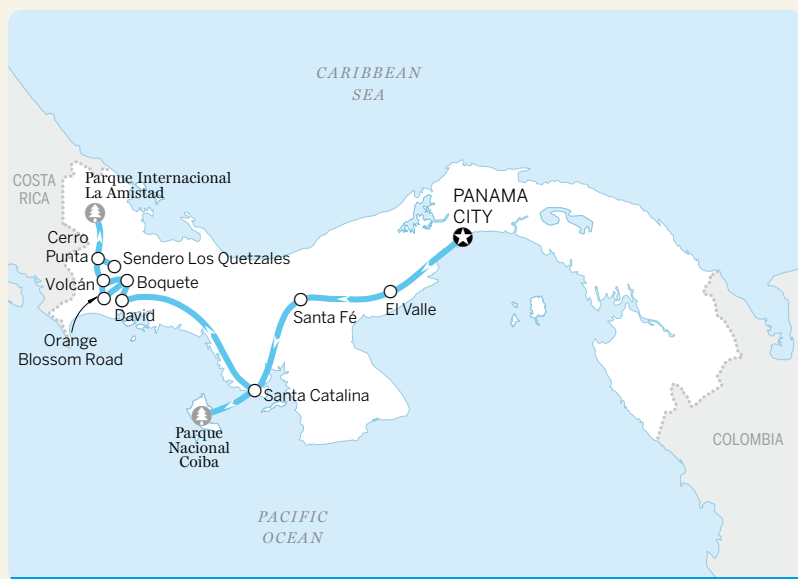 CARIBBEAN
SEA
COSTA
RICA
Parque Internacional
La Amistad
PANAMA
CITY
Cerro
Punta
Sendero Los Quetzales
Volcán
Boquete
David
Orange
Blossom Road
Santa Fé
El Valle
Santa Catalina
Parque
Nacional
Coiba
COLOMBIA
PACIFIC
OCEAN